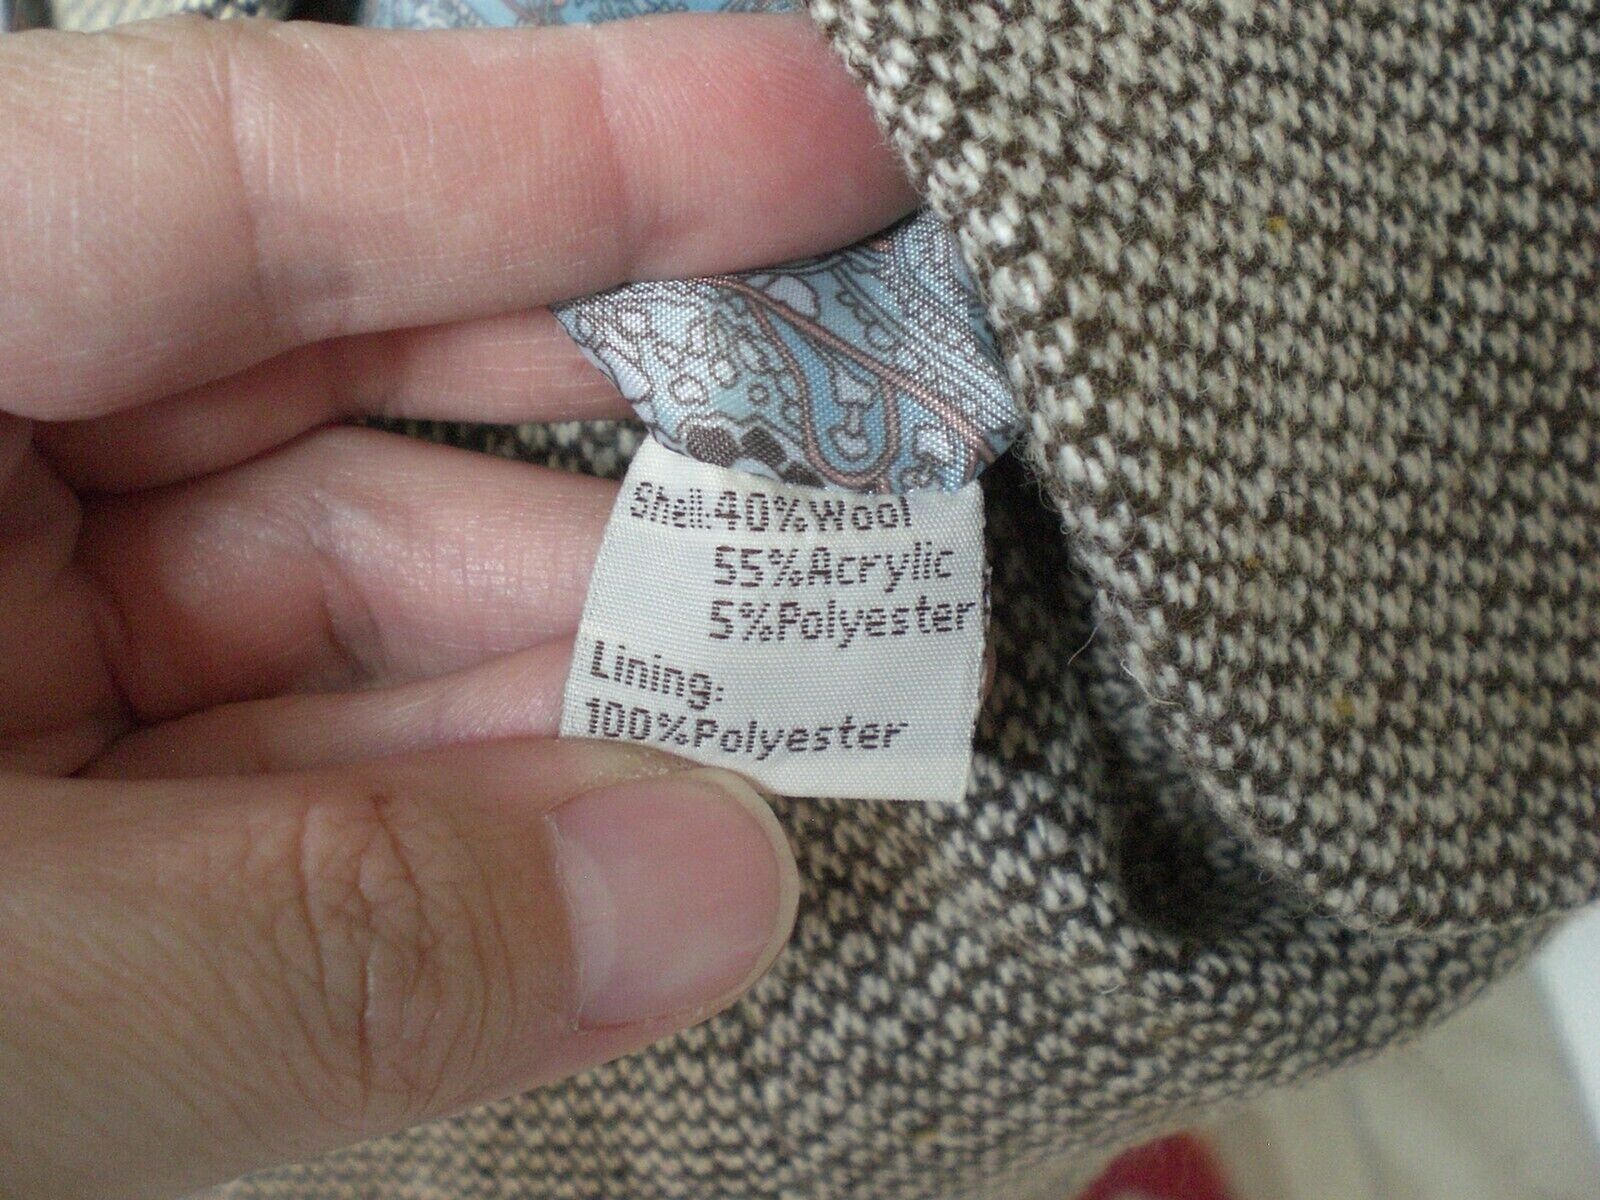 Shell:40%Wool
55%Acrylic
5%Polyester
Lining:
100%Polyester